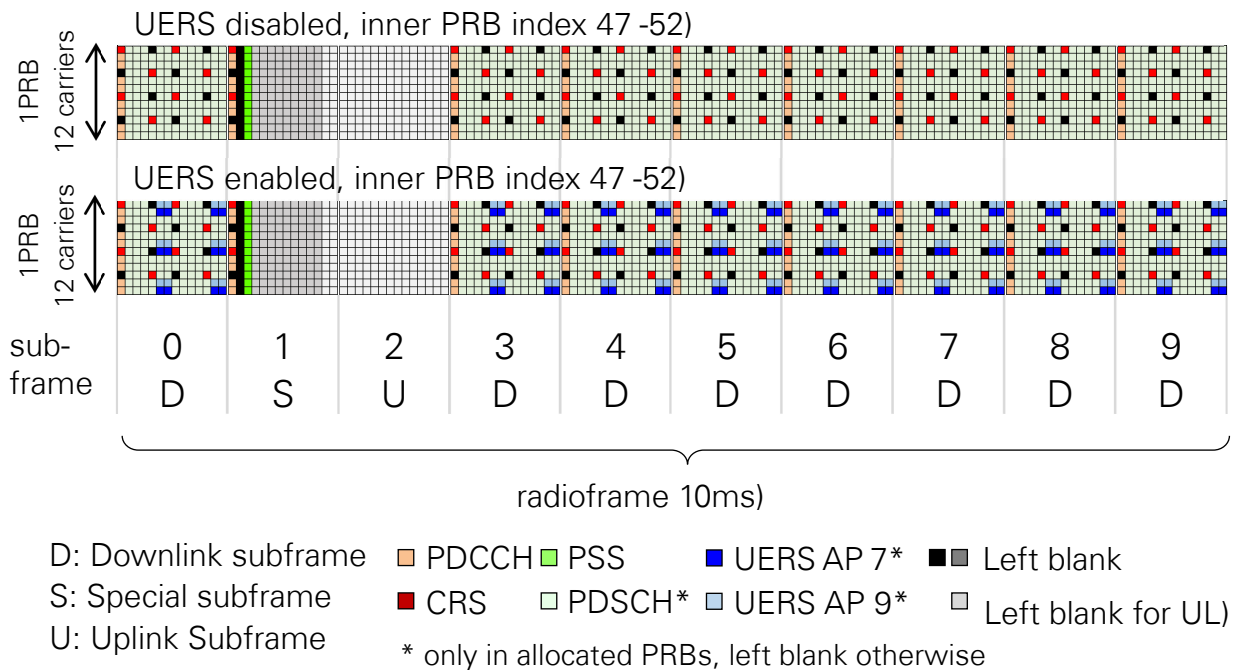 UERS disabled, inner PRB index 47 -52)
1 PRB
12 carriers
UERS enabled, inner PRB index 47 -52)
1PRB
12 carriers
sub-
frame
0 1 2 3 4 5 6 7 8 9
D S U D D D D D D D
radioframe 10ms)
D: Downlink subframe
S: Special subframe
U: Uplink Subframe
PDCCH PSS UERS AP 7* Left blank
CRS PDSCH* UERS AP 9* Left blank for UL)
* only in allocated PRBs, left blank otherwise